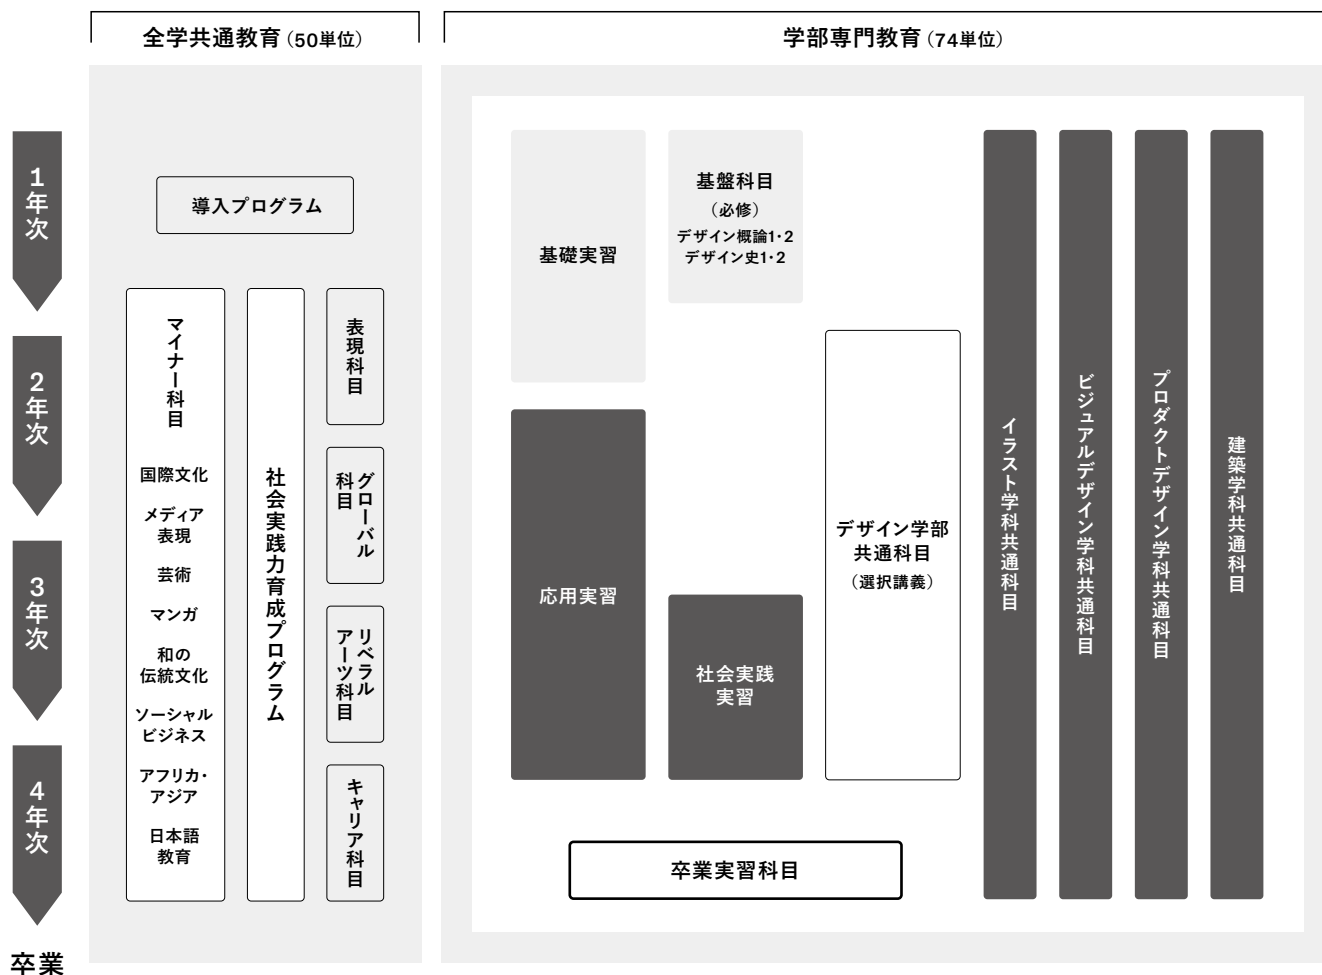 全学共通教育（50単位）
学部専門教育（74単位）
1年次
2年次
3年次
4年次
卒業
導入プログラム
マイナー科目
国際文化
メディア
表現
芸術
マンガ
和の
伝統文化
ソーシャル
ビジネス
アフリカ・
アジア
日本語
教育
社会実践力育成プログラム
表現科目
グローバル
科目
リベラル
アーツ科目
キャリア科目
基礎実習
基盤科目
（必修）
デザイン概論1・2
デザイン史1・2
応用実習
社会実践
実習
デザイン学部
共通科目
（選択講義）
卒業実習科目
イラスト学科共通科目
ビジュアルデザイン学科共通科目
プロダクトデザイン学科共通科目
建築学科共通科目